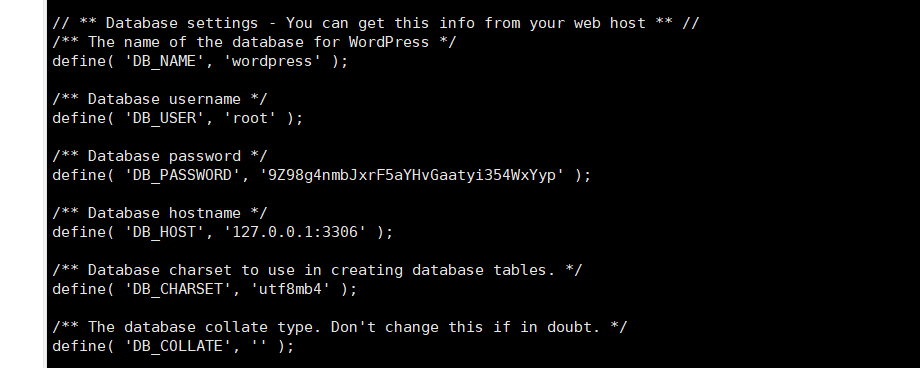 // ** Database settings - You can get this info from your web host ** //
/** The name of the database for WordPress */
define( 'DB_NAME', 'wordpress' );
/** Database username */
define( 'DB_USER', 'root' );
/** Database password */
define( 'DB_PASSWORD', '9Z98g4nmbJxrF5aYHvGaatyi354WxYyp' );
/** Database hostname */
define( 'DB_HOST', '127.0.0.1:3306' );
/** Database charset to use in creating database tables. */
define( 'DB_CHARSET', 'utf8mb4' );
/** The database collate type. Don't change this if in doubt. */
define( 'DB_COLLATE', '' );